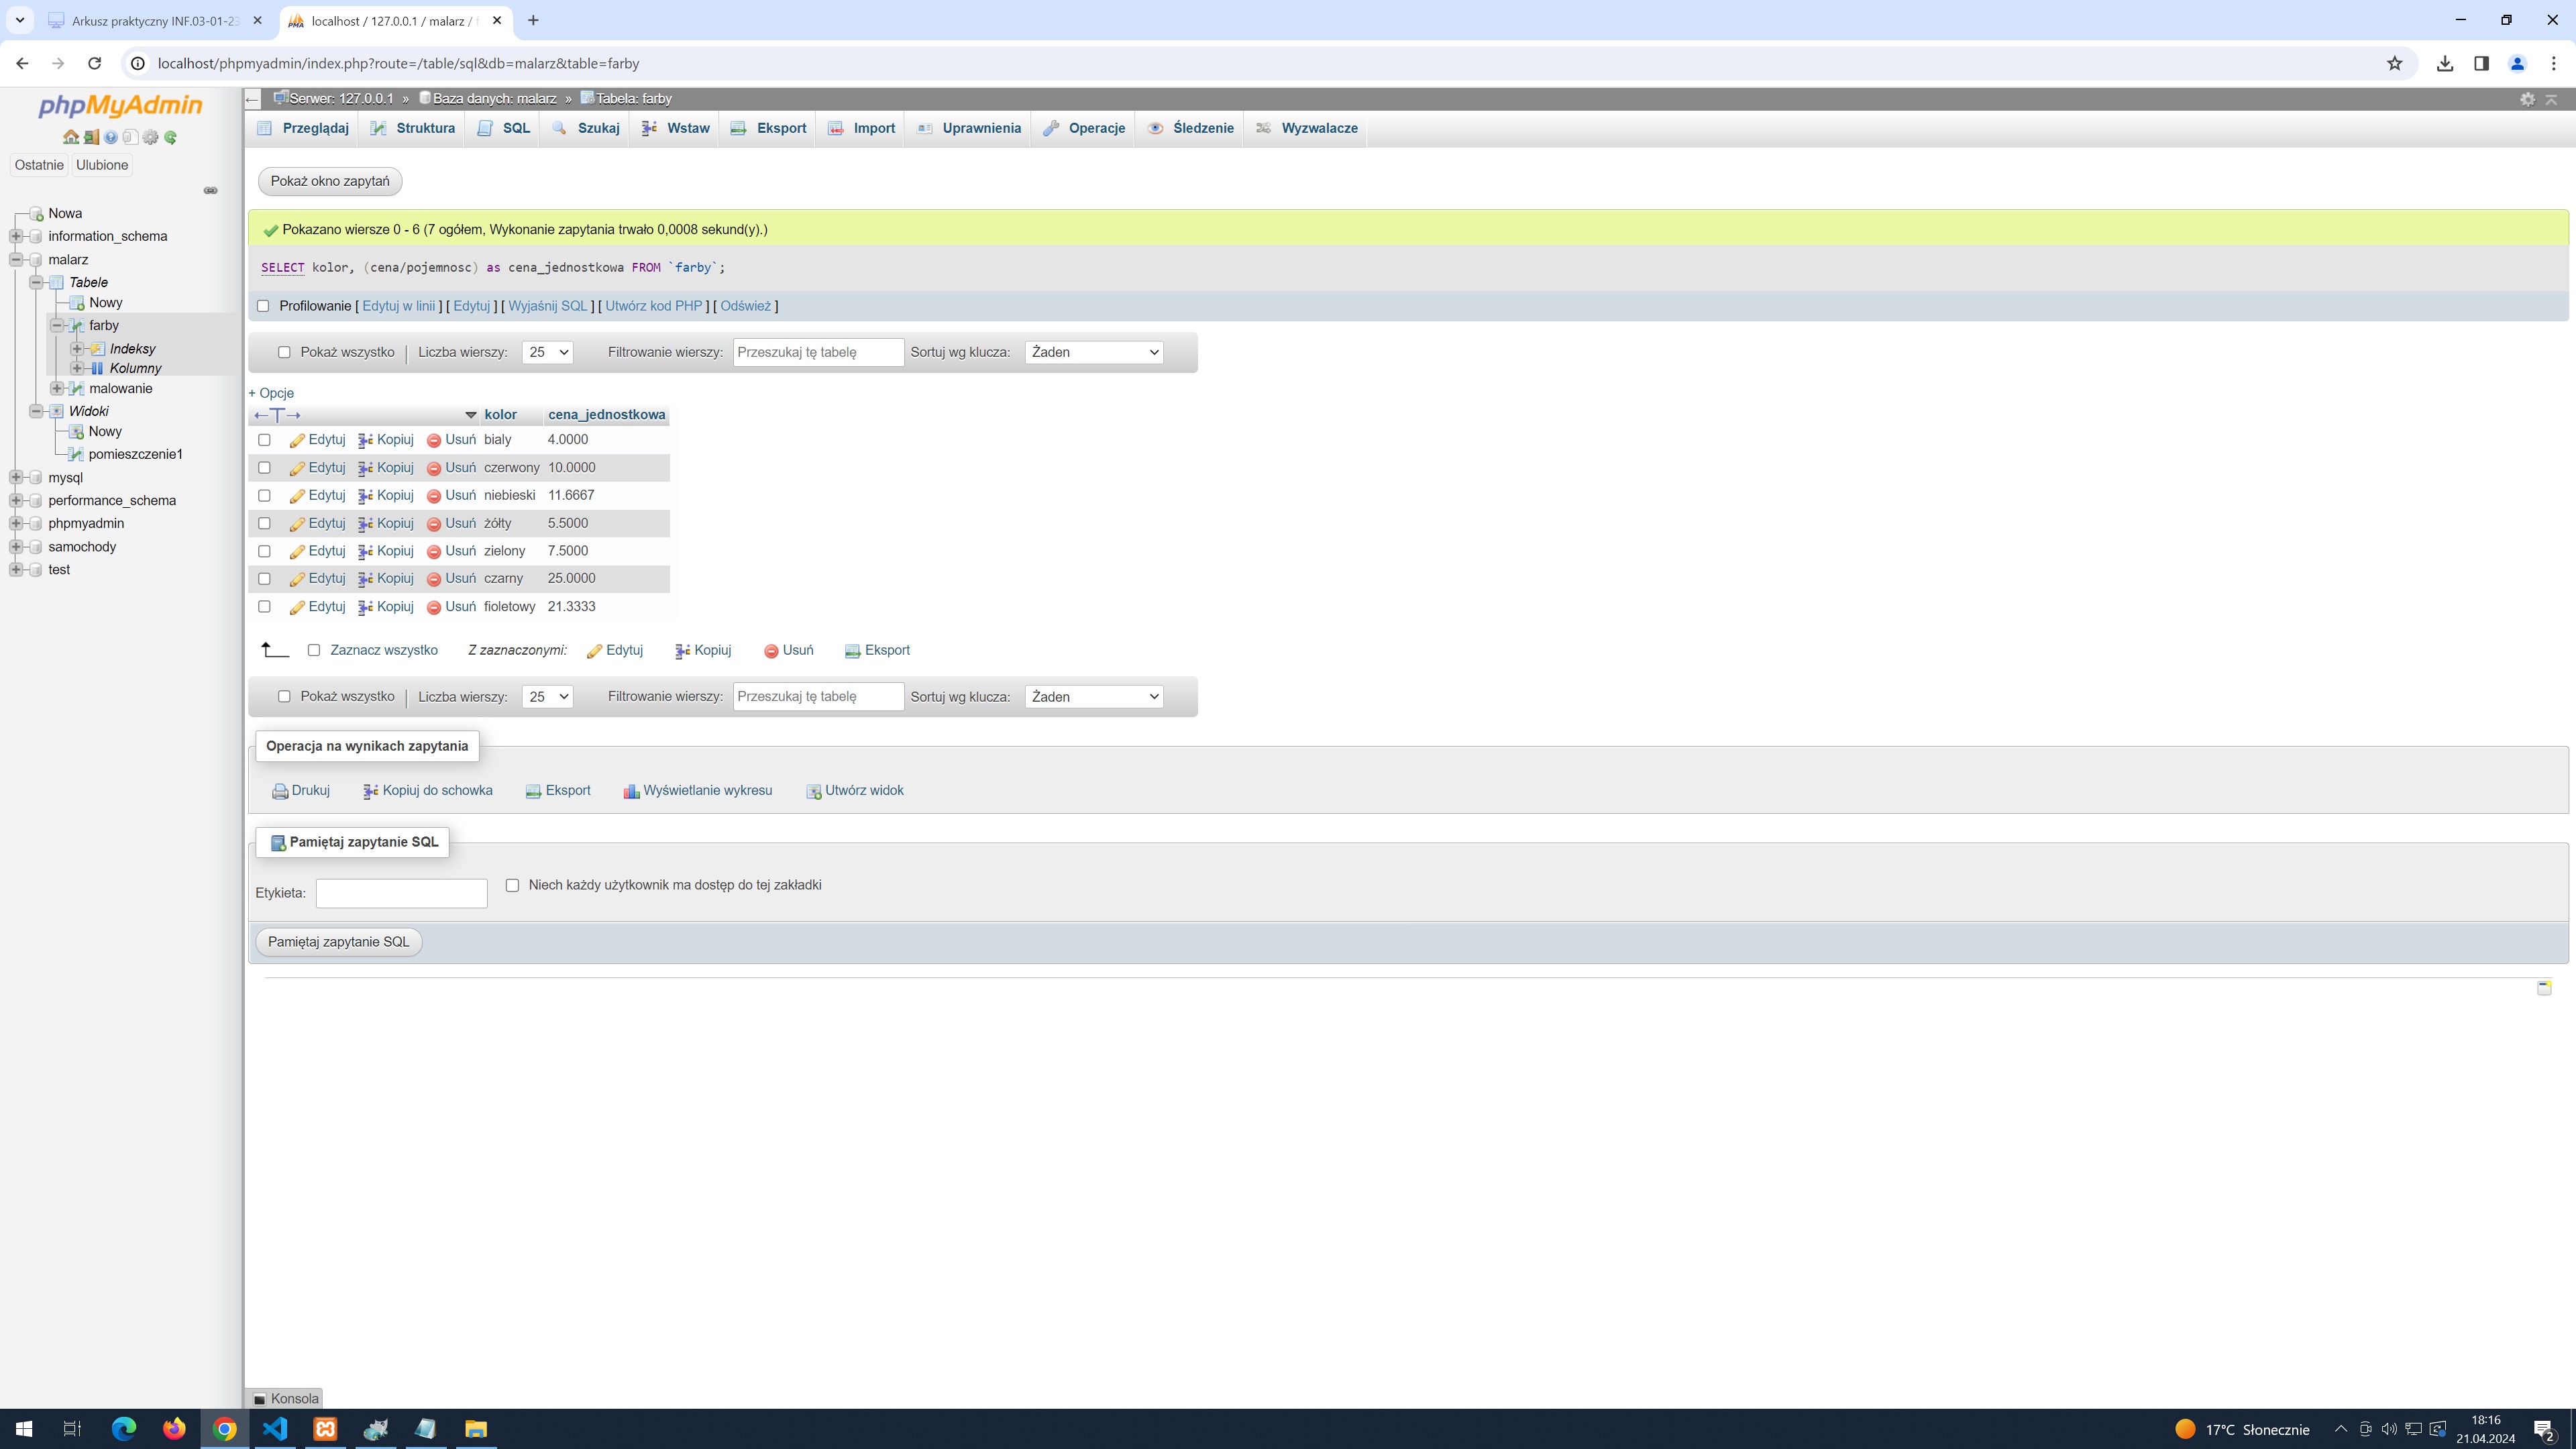 Arkusz praktyczny INF.03-01-23
localhost / 127.0.0.1 / malarz / f
localhost/phpmyadmin/index.php?route=/table/sql&db=malarz&table=farby
phpMyAdmin
Ostatnie Ulubione
Nowa
information_schema
malarz
Tabele
Nowy
farby
Indeksy
Kolumny
malowanie
Widoki
Nowy
pomieszczenie1
mysql
performance_schema
phpmyadmin
samochody
test
Serwer: 127.0.0.1 » Baza danych: malarz » Tabela: farby
Przeglądaj Struktura SQL Szukaj Wstaw Eksport Import Uprawnienia Operacje Śledzenie Wyzwalacze
Pokaż okno zapytań
Pokazano wiersze 0 - 6 (7 ogółem, Wykonanie zapytania trwało 0,0008 sekund(y).)
SELECT kolor, (cena/pojemnosc) as cena_jednostkowa FROM `farby`;
Profilowanie [ Edytuj w linii ] [ Edytuj ] [ Wyjaśnij SQL ] [ Utwórz kod PHP ] [ Odśwież ]
Pokaż wszystko | Liczba wierszy: 25 Filtrowanie wierszy: Przeszukaj tę tabelę Sortuj wg klucza: Żaden
+ Opcje
←T→ kolor cena_jednostkowa
Edytuj Kopiuj Usuń bialy 4.0000
Edytuj Kopiuj Usuń czerwony 10.0000
Edytuj Kopiuj Usuń niebieski 11.6667
Edytuj Kopiuj Usuń żółty 5.5000
Edytuj Kopiuj Usuń zielony 7.5000
Edytuj Kopiuj Usuń czarny 25.0000
Edytuj Kopiuj Usuń fioletowy 21.3333
Zaznacz wszystko Z zaznaczonymi: Edytuj Kopiuj Usuń Eksport
Pokaż wszystko | Liczba wierszy: 25 Filtrowanie wierszy: Przeszukaj tę tabelę Sortuj wg klucza: Żaden
Operacja na wynikach zapytania
Drukuj Kopiuj do schowka Eksport Wyświetlanie wykresu Utwórz widok
Pamiętaj zapytanie SQL
Etykieta: Niech każdy użytkownik ma dostęp do tej zakładki
Pamiętaj zapytanie SQL
Konsola
17°C Słonecznie
18:16
21.04.2024
2